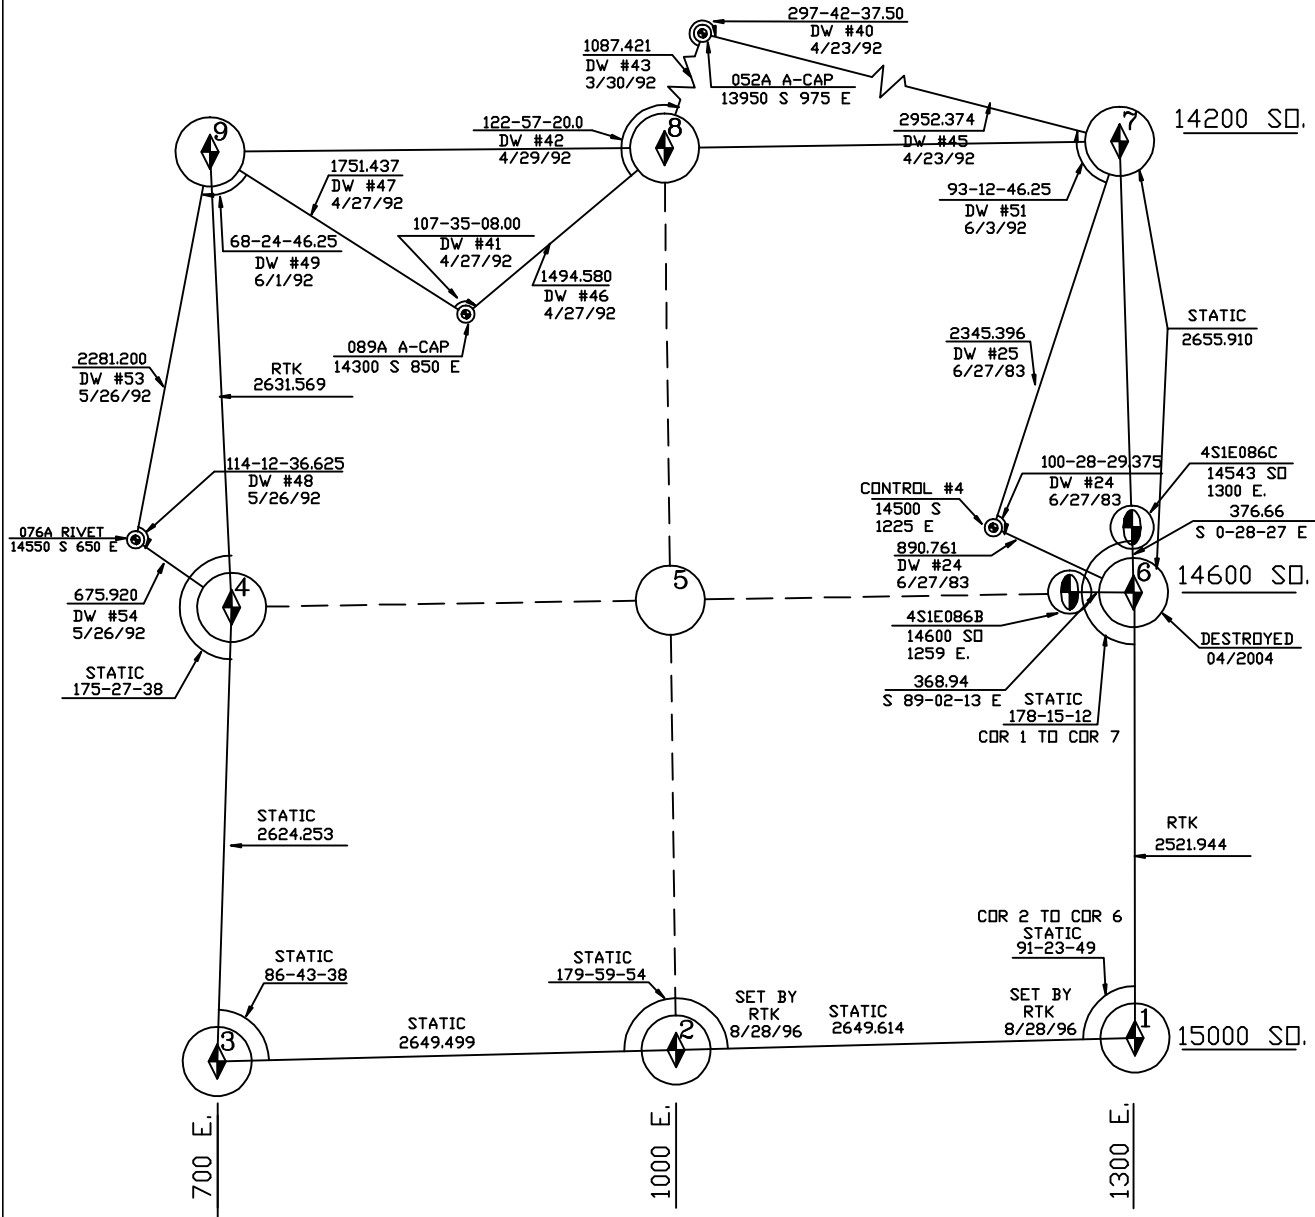 297-42-37.50
DW #40
4/23/92
1087.421
DW #43
3/30/92
052A A-CAP
13950 S 975 E
122-57-20.0
DW #42
4/29/92
9
8
7
14200 SO.
2952.374
DW #45
4/23/92
1751.437
DW #47
4/27/92
107-35-08.00
DW #41
4/27/92
93-12-46.25
DW #51
6/3/92
68-24-46.25
DW #49
6/1/92
1494.580
DW #46
4/27/92
089A A-CAP
14300 S 850 E
STATIC
2655.910
2281.200
DW #53
5/26/92
RTK
2631.569
2345.396
DW #25
6/27/83
114-12-36.625
DW #48
5/26/92
100-28-29.375
DW #24
6/27/83
4S1E086C
14543 SO
1300 E.
CONTROL #4
14500 S
1225 E
376.66
S 0-28-27 E
076A RIVET
14550 S 650 E
890.761
DW #24
6/27/83
4
5
6
14600 SO.
675.920
DW #54
5/26/92
4S1E086B
14600 SO
1259 E.
DESTROYED
04/2004
STATIC
175-27-38
368.94
S 89-02-13 E
STATIC
178-15-12
COR 1 TO COR 7
STATIC
2624.253
RTK
2521.944
COR 2 TO COR 6
STATIC
91-23-49
STATIC
86-43-38
STATIC
179-59-54
SET BY
RTK
8/28/96
STATIC
2649.614
SET BY
RTK
8/28/96
STATIC
2649.499
3
2
1
15000 SO.
700 E.
1000 E.
1300 E.